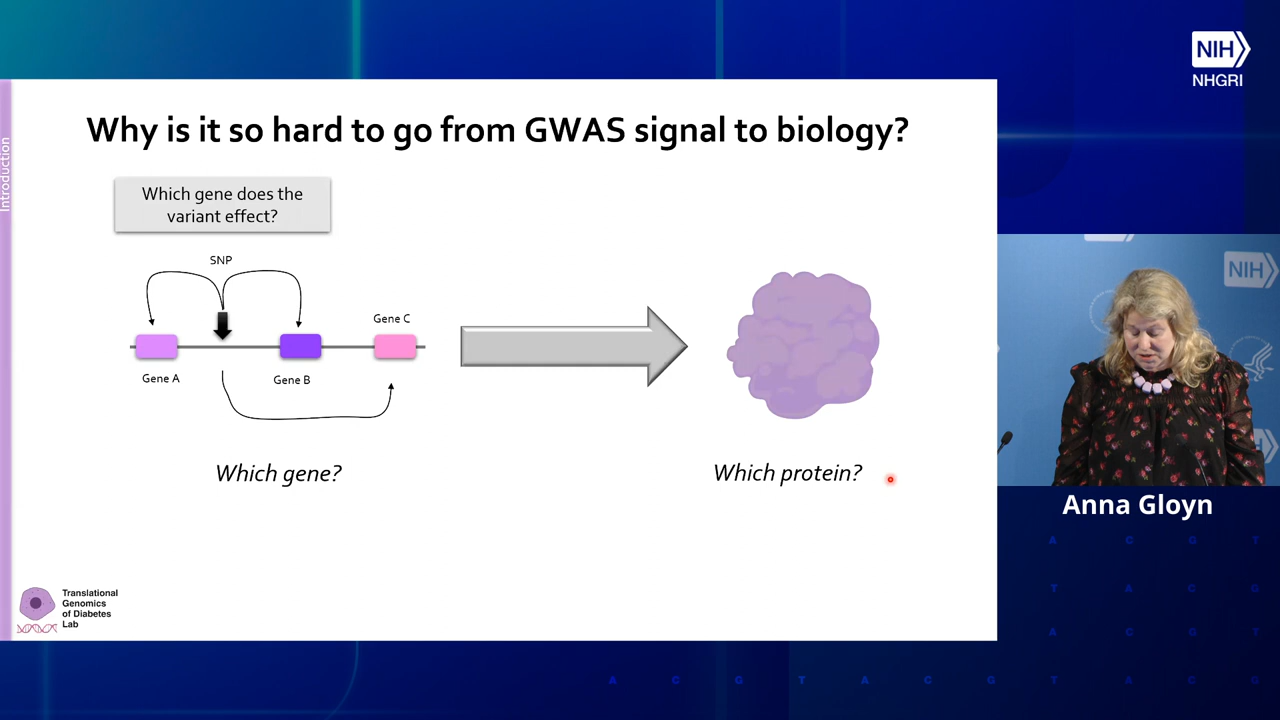 NIH
NHGRI
Introduction
Why is it so hard to go from GWAS signal to biology?
Which gene does the
variant effect?
SNP
Gene C
Gene A
Gene B
Which gene?
Which protein?
NIH
Anna Gloyn
Translational
Genomics
of Diabetes
Lab
A C G T
T A C G
A C G T
A C G T A C G T A C G